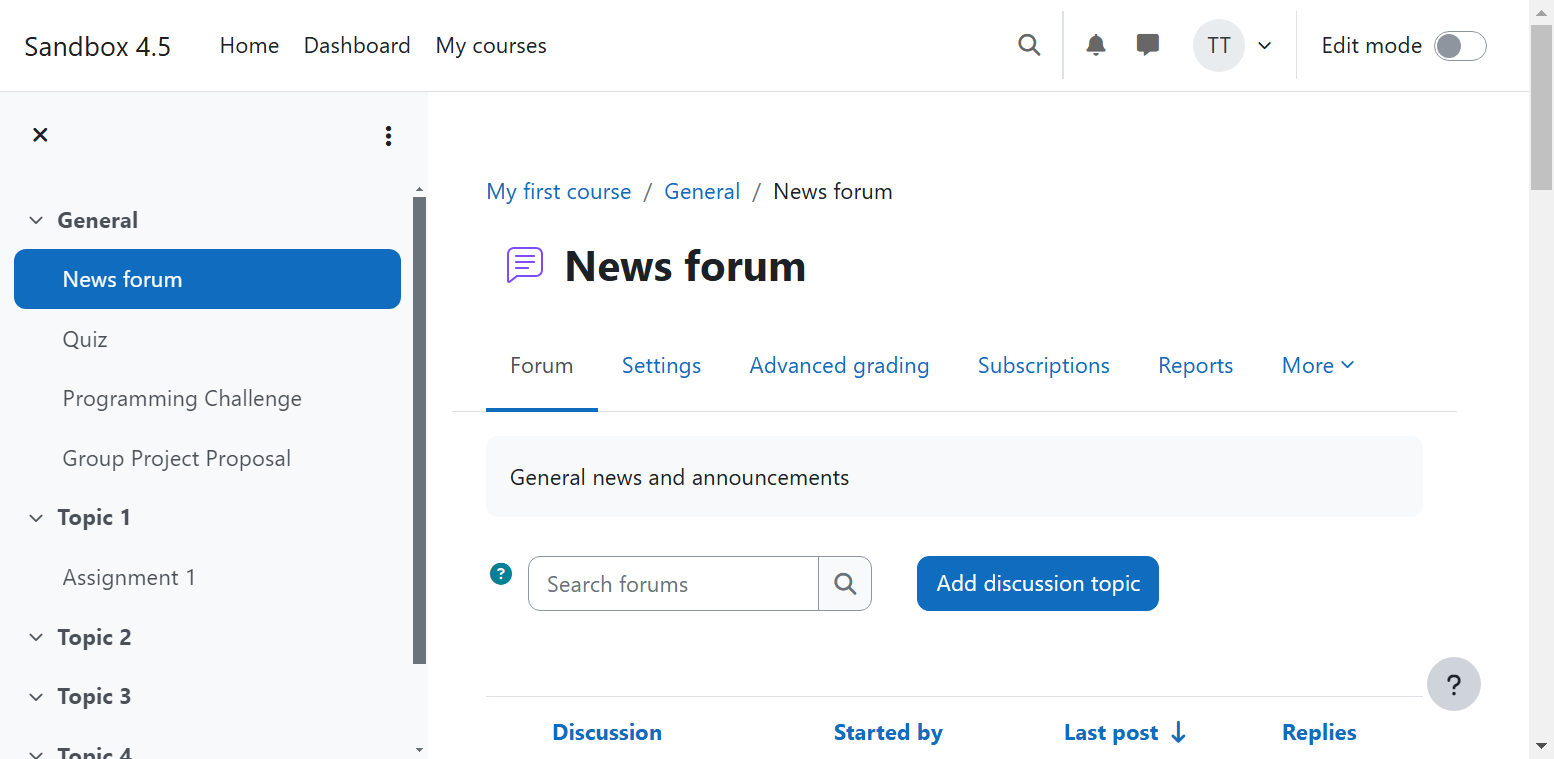 Sandbox 4.5 Home Dashboard My courses TT Edit mode
General
News forum
Quiz
Programming Challenge
Group Project Proposal
Topic 1
Assignment 1
Topic 2
Topic 3
Topic 4
My first course / General / News forum
News forum
Forum Settings Advanced grading Subscriptions Reports More
General news and announcements
? Search forums Add discussion topic
?
Discussion Started by Last post ↓ Replies